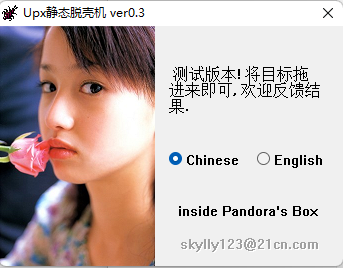 Upx静态脱壳机 ver0.3
测试版本! 将目标拖
进来即可, 欢迎反馈结
果.
Chinese English
inside Pandora's Box
skylly123@21cn.com